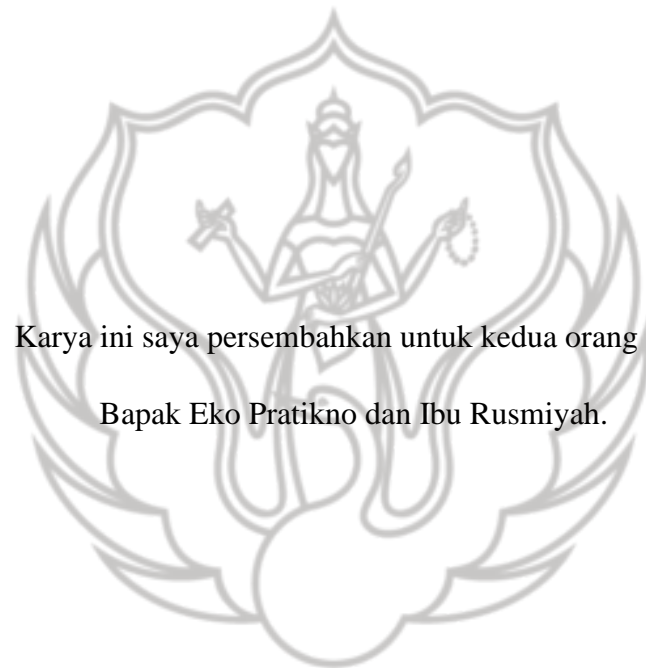 Karya ini saya persembahkan untuk kedua orang
Bapak Eko Pratikno dan Ibu Rusmiyah.